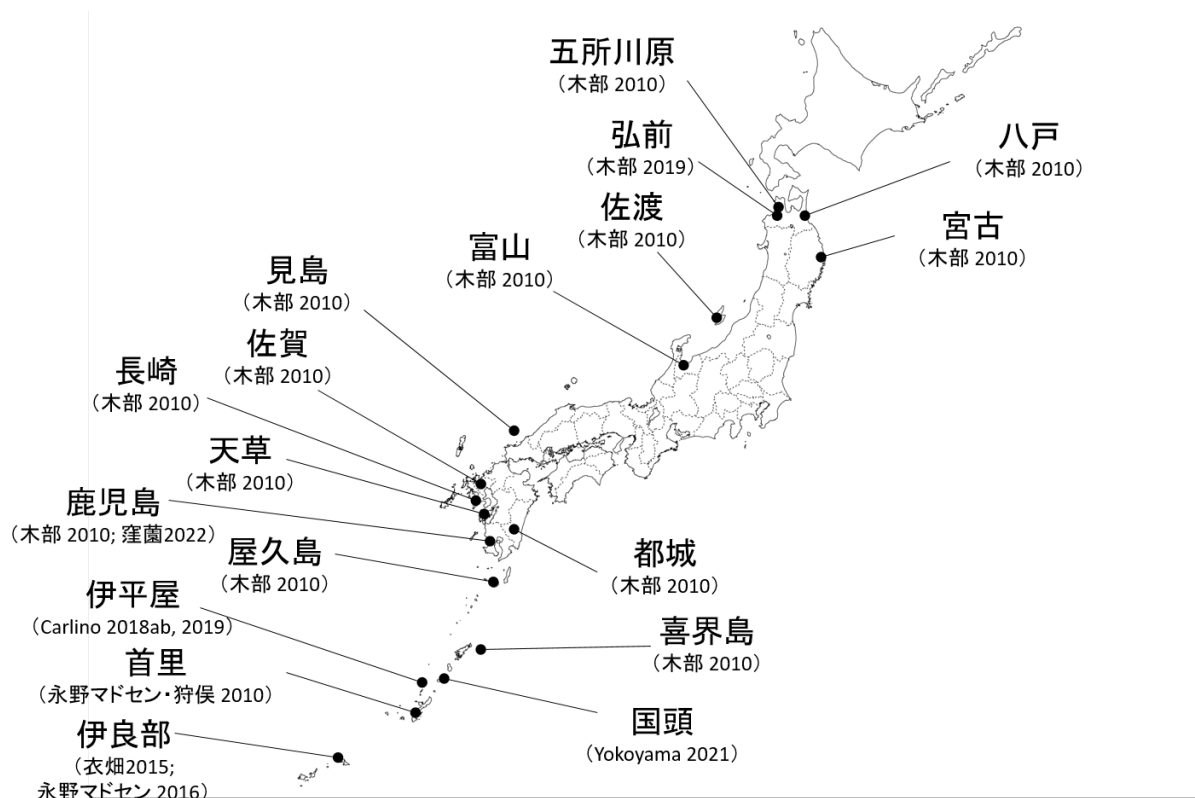 五所川原
（木部 2010）
弘前
（木部 2019）
八戸
（木部 2010）
佐渡
（木部 2010）
宮古
（木部 2010）
富山
（木部 2010）
見島
（木部 2010）
佐賀
（木部 2010）
長崎
（木部 2010）
天草
（木部 2010）
鹿児島
（木部 2010; 窪薗2022）
屋久島
（木部 2010）
都城
（木部 2010）
伊平屋
（Carlino 2018ab, 2019）
喜界島
（木部 2010）
首里
（永野マドセン・狩俣 2010）
国頭
（Yokoyama 2021）
伊良部
（衣畑2015;
永野マドセン 2016）